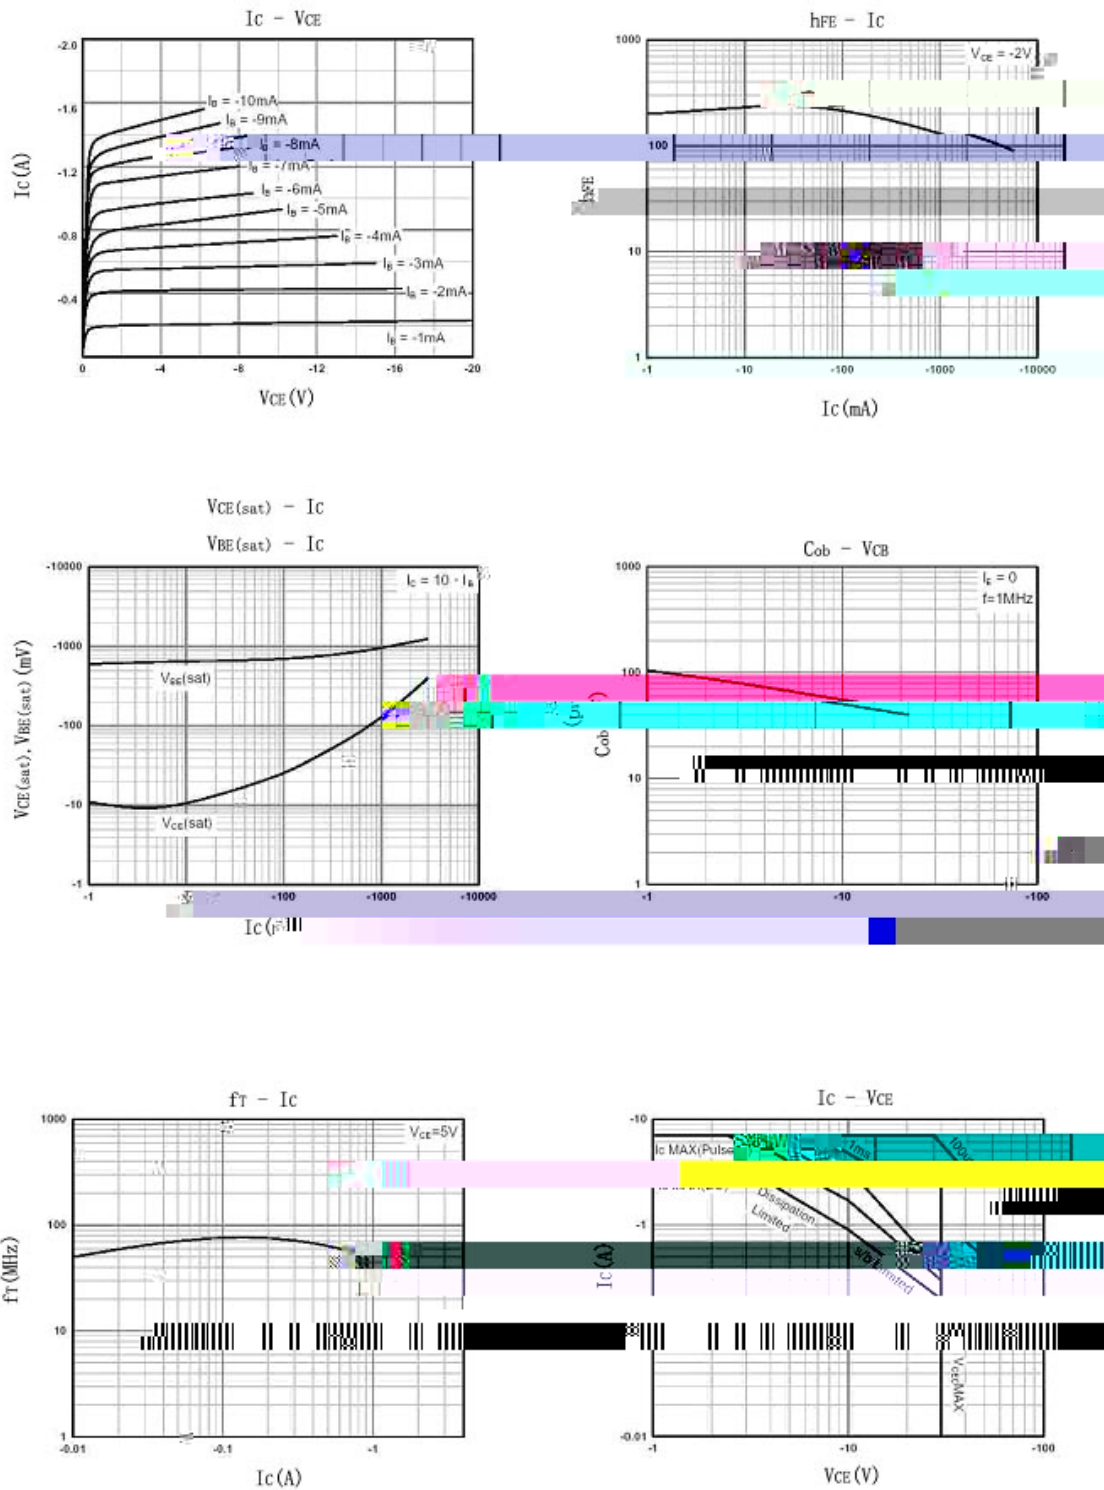 Ic - VCE
-2.0
-1.6
-1.2
-0.8
-0.4
0
-4
-8
-12
-16
-20
Ic(A)
VCE(V)
IB = -10mA
IB = -9mA
IB = -8mA
IB = -7mA
IB = -6mA
IB = -5mA
IB = -4mA
IB = -3mA
IB = -2mA
IB = -1mA
hFE - Ic
VCE = -2V
1000
100
10
1
-1
-10
-100
-1000
-10000
hFE
Ic(mA)
VCE(sat) - Ic
VBE(sat) - Ic
-10000
-1000
-100
-10
-1
-1
-100
-1000
-10000
VCE(sat), VBE(sat)(mV)
IC = 10 · IB
VBE(sat)
VCE(sat)
Ic(
Cob - VCB
IE = 0
f=1MHz
1000
100
10
1
-1
-10
-100
Cob
fT - Ic
VCE=5V
1000
100
10
1
-0.01
-0.1
-1
fT(MHz)
Ic(A)
Ic - VCE
-10
-1
-0.01
-1
-10
-100
Ic MAX(Pulse
1ms
Dissipation
Limited
s/b Limited
VCEOMAX
Ic(A)
VCE(V)